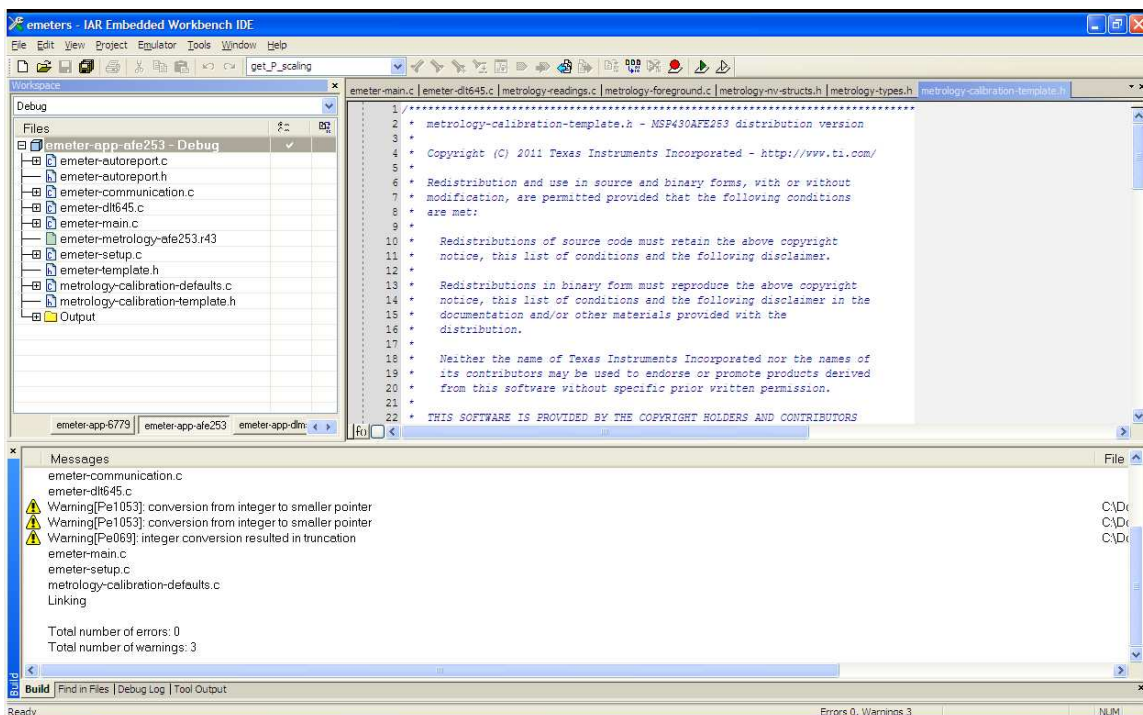 emeters - IAR Embedded Workbench IDE
File Edit View Project Emulator Tools Window Help
get_P_scaling
Workspace
Debug
Files
emeter-app-afe253 - Debug
emeter-autoreport.c
emeter-autoreport.h
emeter-communication.c
emeter-dlt645.c
emeter-main.c
emeter-metrology-afe253.r43
emeter-setup.c
emeter-template.h
metrology-calibration-defaults.c
metrology-calibration-template.h
Output
emeter-app-6779 emeter-app-afe253 emeter-app-dlm
emeter-main.c | emeter-dlt645.c | metrology-readings.c | metrology-foreground.c | metrology-nv-structs.h | metrology-types.h | metrology-calibration-template.h
1 /*******************************************************************************
2 * metrology-calibration-template.h - MSP430AFE253 distribution version
3 *
4 * Copyright (C) 2011 Texas Instruments Incorporated - http://www.ti.com/
5 *
6 * Redistribution and use in source and binary forms, with or without
7 * modification, are permitted provided that the following conditions
8 * are met:
9 *
10 * Redistributions of source code must retain the above copyright
11 * notice, this list of conditions and the following disclaimer.
12 *
13 * Redistributions in binary form must reproduce the above copyright
14 * notice, this list of conditions and the following disclaimer in the
15 * documentation and/or other materials provided with the
16 * distribution.
17 *
18 * Neither the name of Texas Instruments Incorporated nor the names of
19 * its contributors may be used to endorse or promote products derived
20 * from this software without specific prior written permission.
21 *
22 * THIS SOFTWARE IS PROVIDED BY THE COPYRIGHT HOLDERS AND CONTRIBUTORS
f0
Messages File
emeter-communication.c
emeter-dlt645.c
Warning[Pe1053]: conversion from integer to smaller pointer C:\Do
Warning[Pe1053]: conversion from integer to smaller pointer C:\Do
Warning[Pe069]: integer conversion resulted in truncation C:\Do
emeter-main.c
emeter-setup.c
metrology-calibration-defaults.c
Linking
Total number of errors: 0
Total number of warnings: 3
Build
Build Find in Files | Debug Log | Tool Output
Ready Errors 0, Warnings 3 NUM